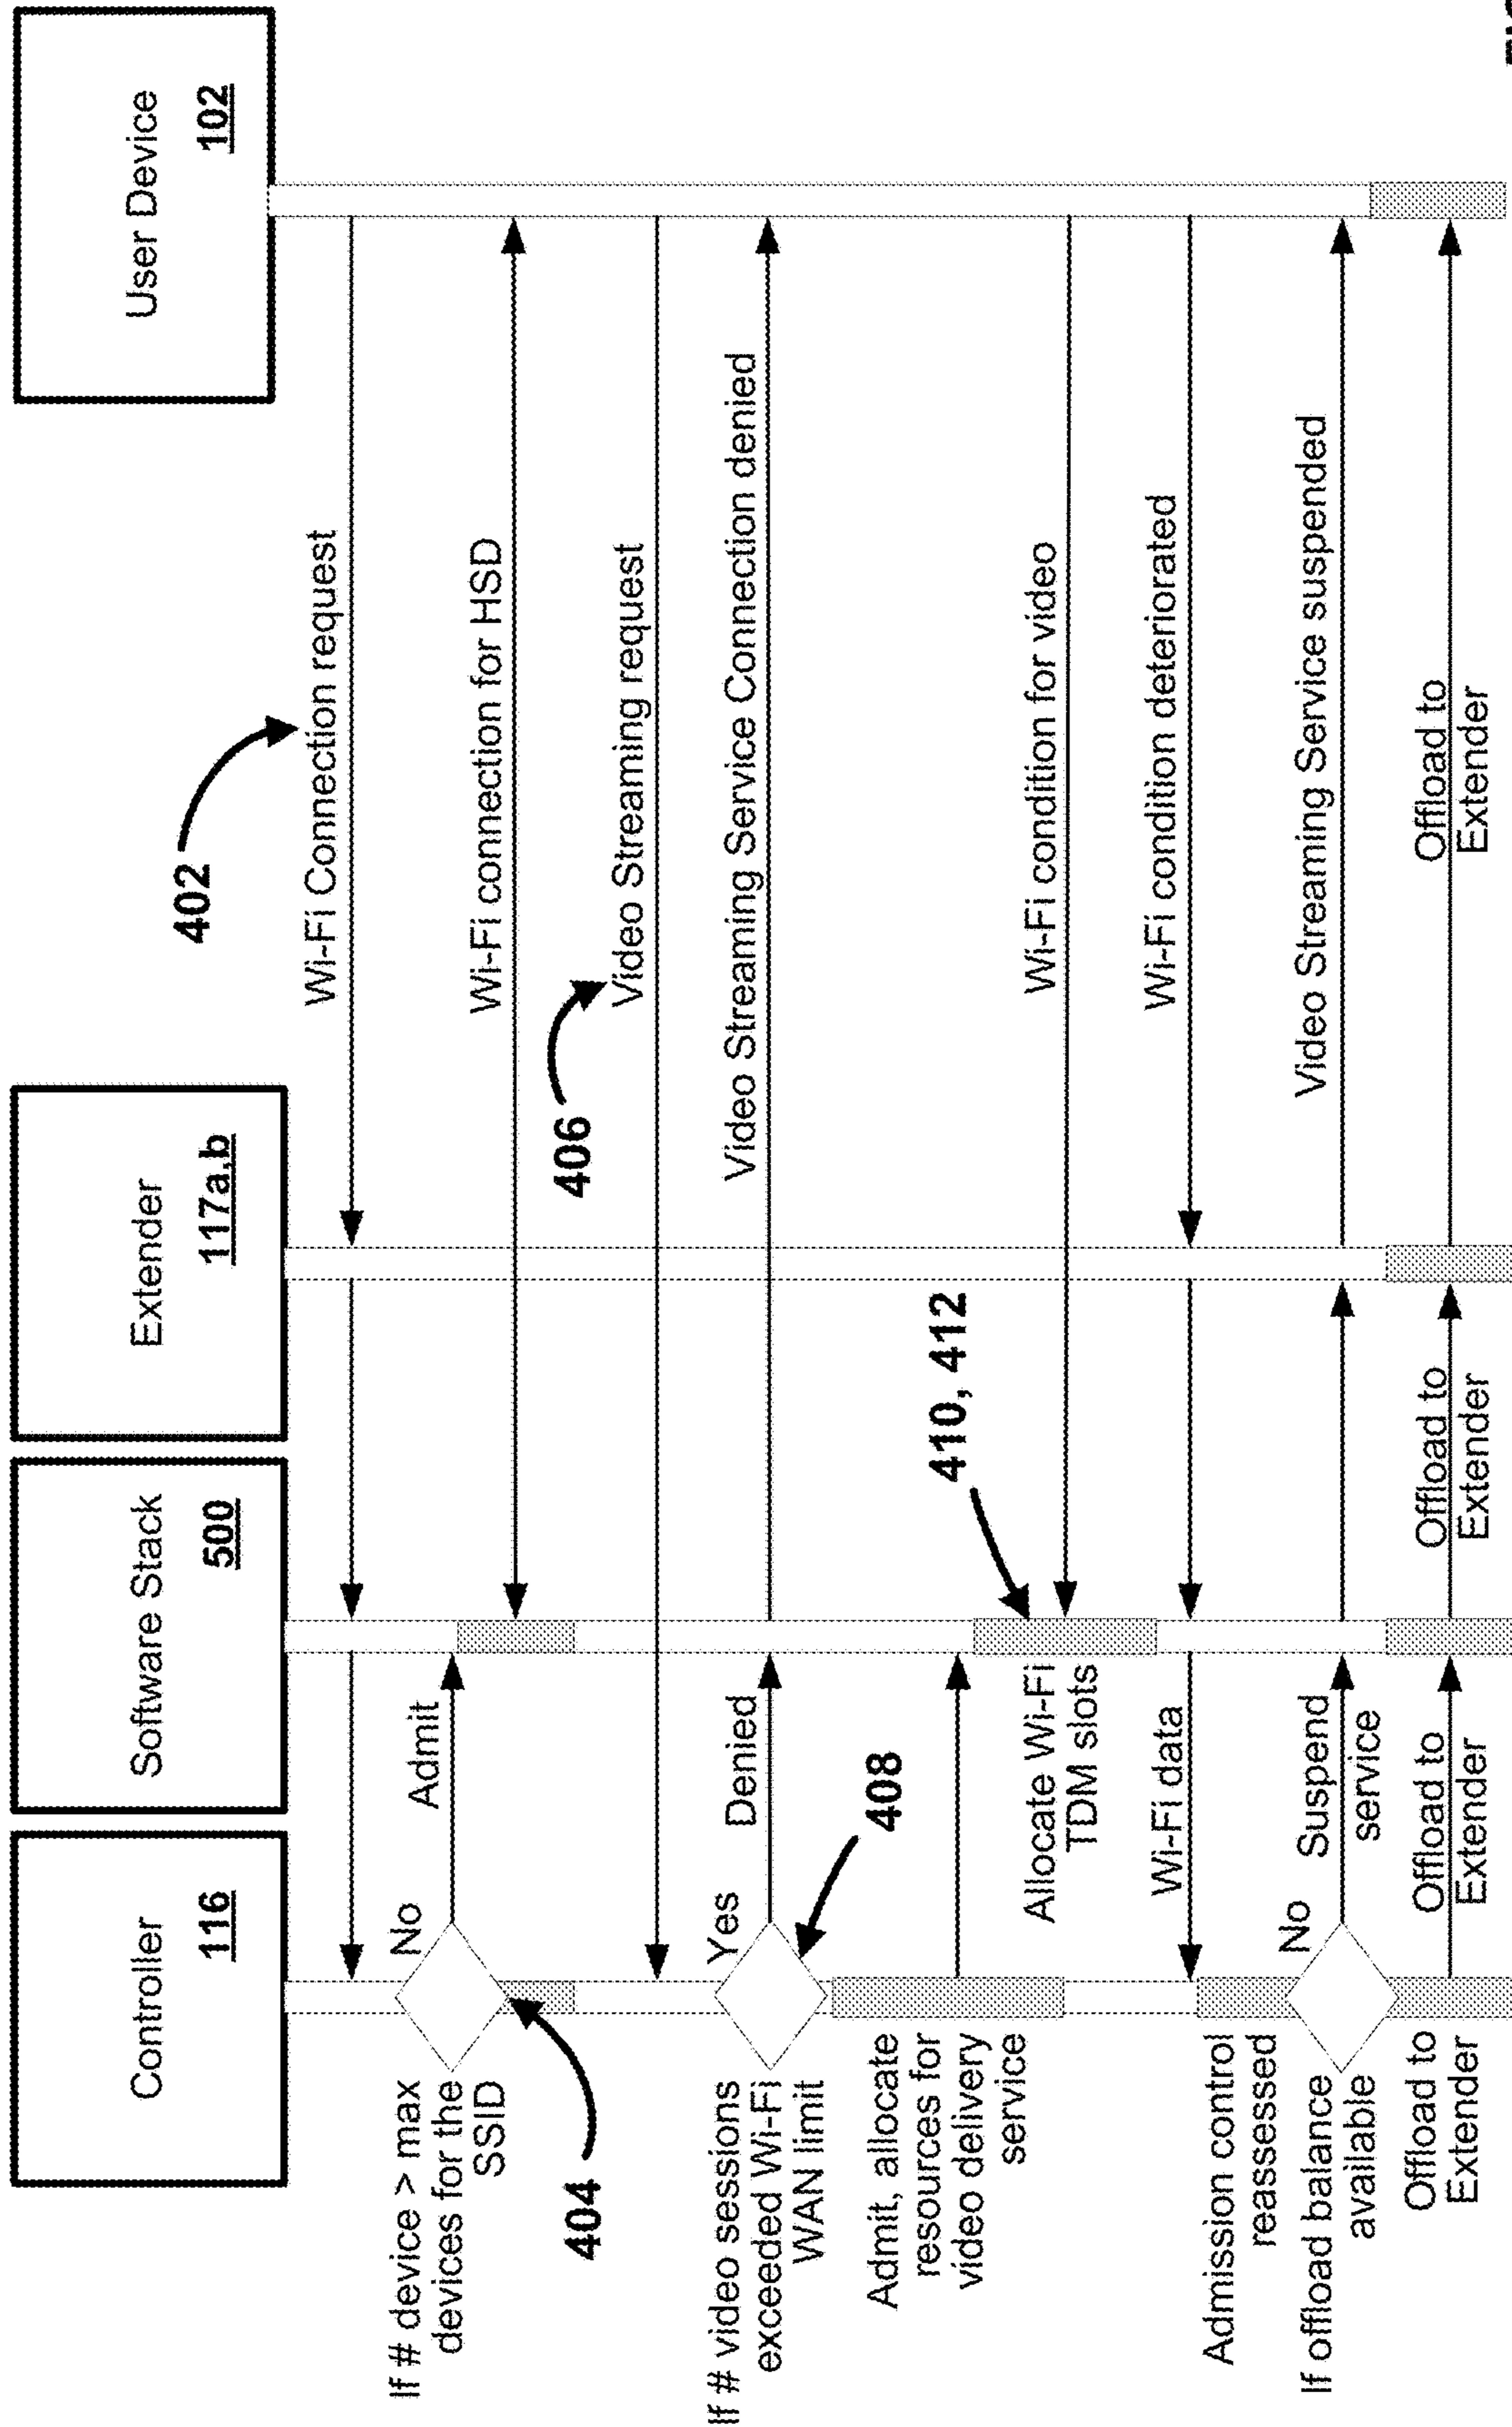 Controller
116
Software Stack
500
Extender
117a,b
User Device
102
402
Wi-Fi Connection request
If # device > max
devices for the
SSID
No
Admit
404
Wi-Fi connection for HSD
406
Video Streaming request
If # video sessions
exceeded Wi-Fi
WAN limit
Yes
Denied
408
Video Streaming Service Connection denied
Admit, allocate
resources for
video delivery
service
410, 412
Allocate Wi-Fi
TDM slots
Wi-Fi condition for video
Wi-Fi data
Wi-Fi condition deteriorated
Admission control
reassessed
If offload balance
available
No
Suspend
service
Video Streaming Service suspended
Offload to
Extender
Offload to
Extender
Offload to
Extender
Offload to
Extender